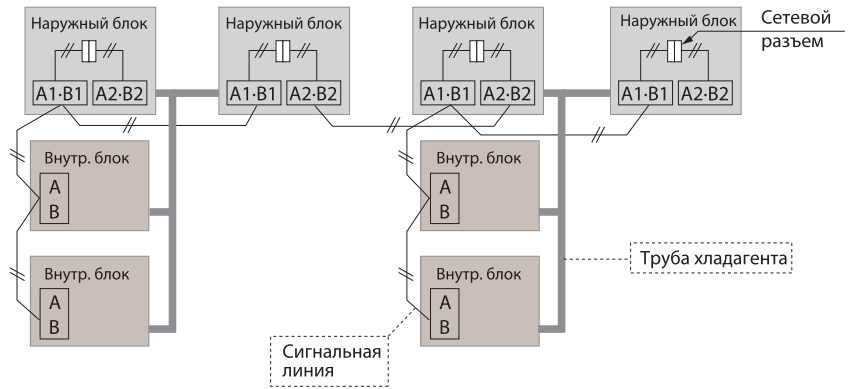 Наружный блок
A1·B1 A2·B2
Наружный блок
A1·B1 A2·B2
Наружный блок
A1·B1 A2·B2
Наружный блок
A1·B1 A2·B2
Сетевой
разъем
Внутр. блок
A
B
Внутр. блок
A
B
Внутр. блок
A
B
Внутр. блок
A
B
Труба хладагента
Сигнальная
линия